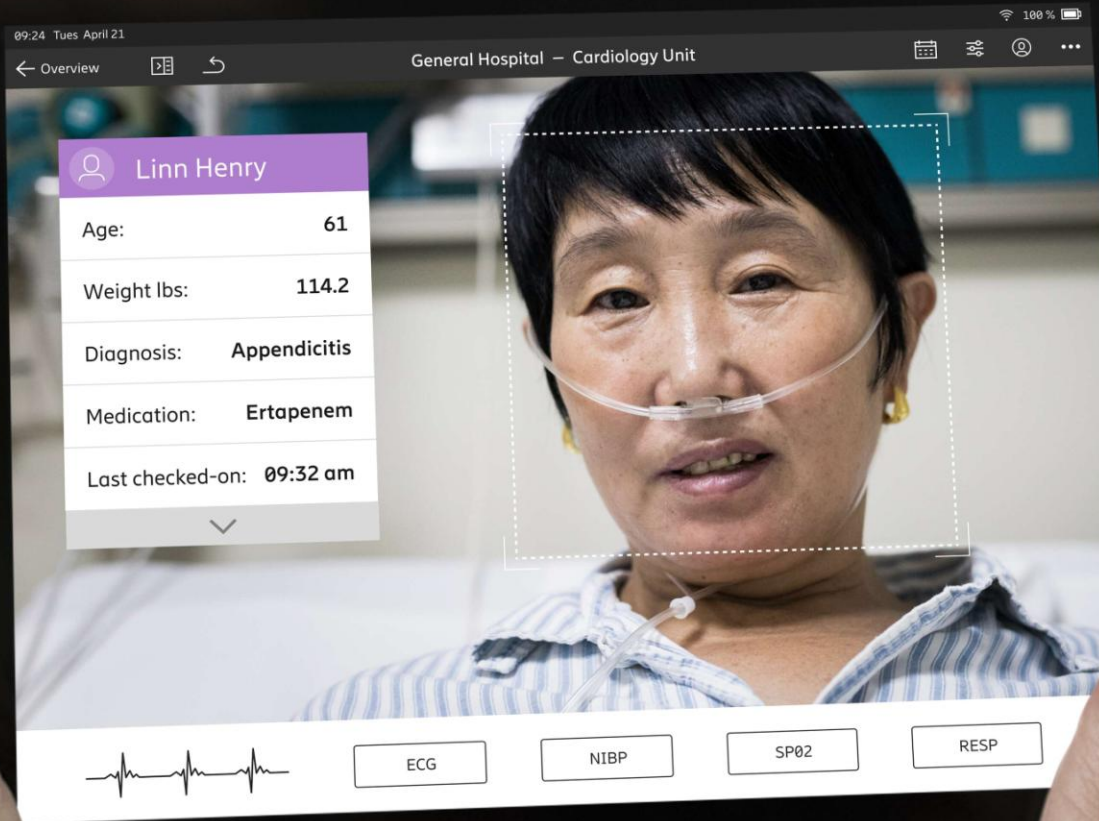 09:24 Tues April 21
100 %
Overview
General Hospital – Cardiology Unit
Linn Henry
Age: 61
Weight lbs: 114.2
Diagnosis: Appendicitis
Medication: Ertapenem
Last checked-on: 09:32 am
ECG
NIBP
SP02
RESP